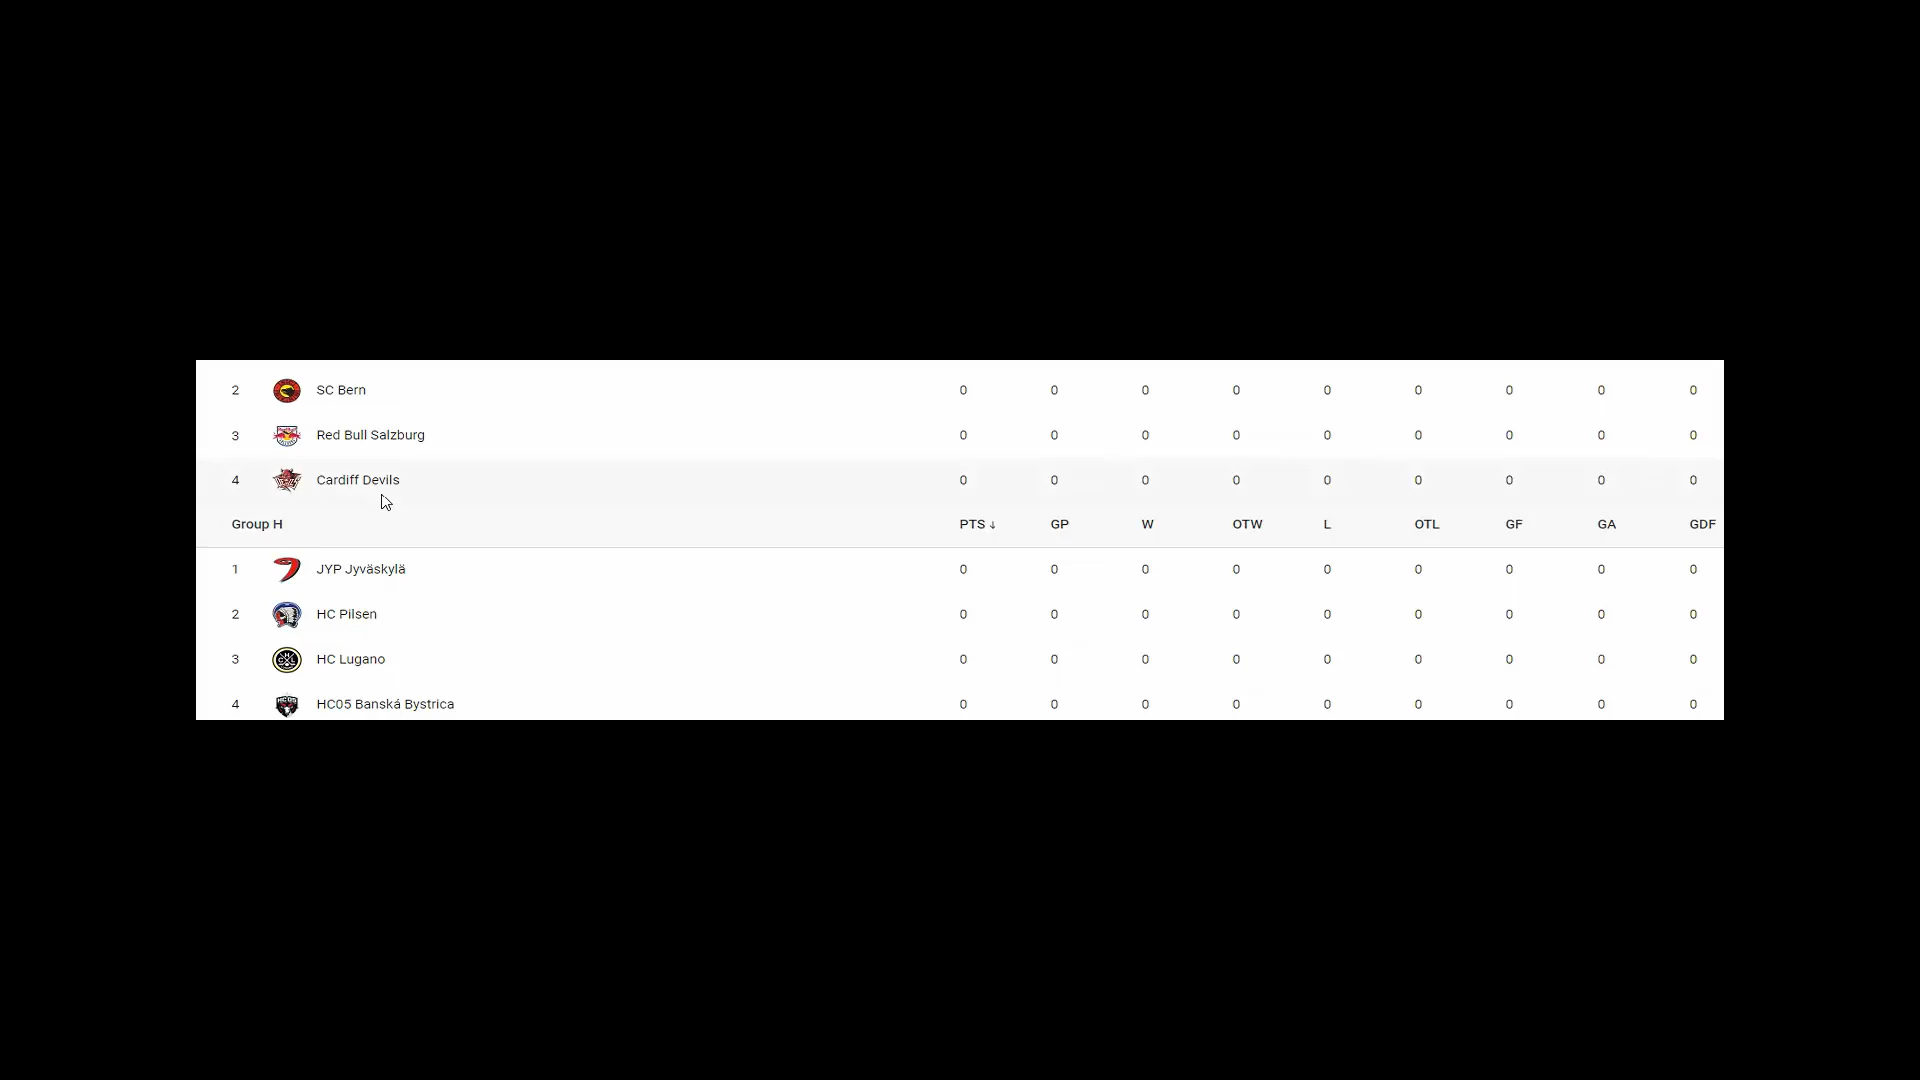 2 SC Bern 0 0 0 0 0 0 0 0 0
3 Red Bull Salzburg 0 0 0 0 0 0 0 0 0
4 Cardiff Devils 0 0 0 0 0 0 0 0 0
Group H PTS ↓ GP W OTW L OTL GF GA GDF
1 JYP Jyväskylä 0 0 0 0 0 0 0 0 0
2 HC Pilsen 0 0 0 0 0 0 0 0 0
3 HC Lugano 0 0 0 0 0 0 0 0 0
4 HC05 Banská Bystrica 0 0 0 0 0 0 0 0 0